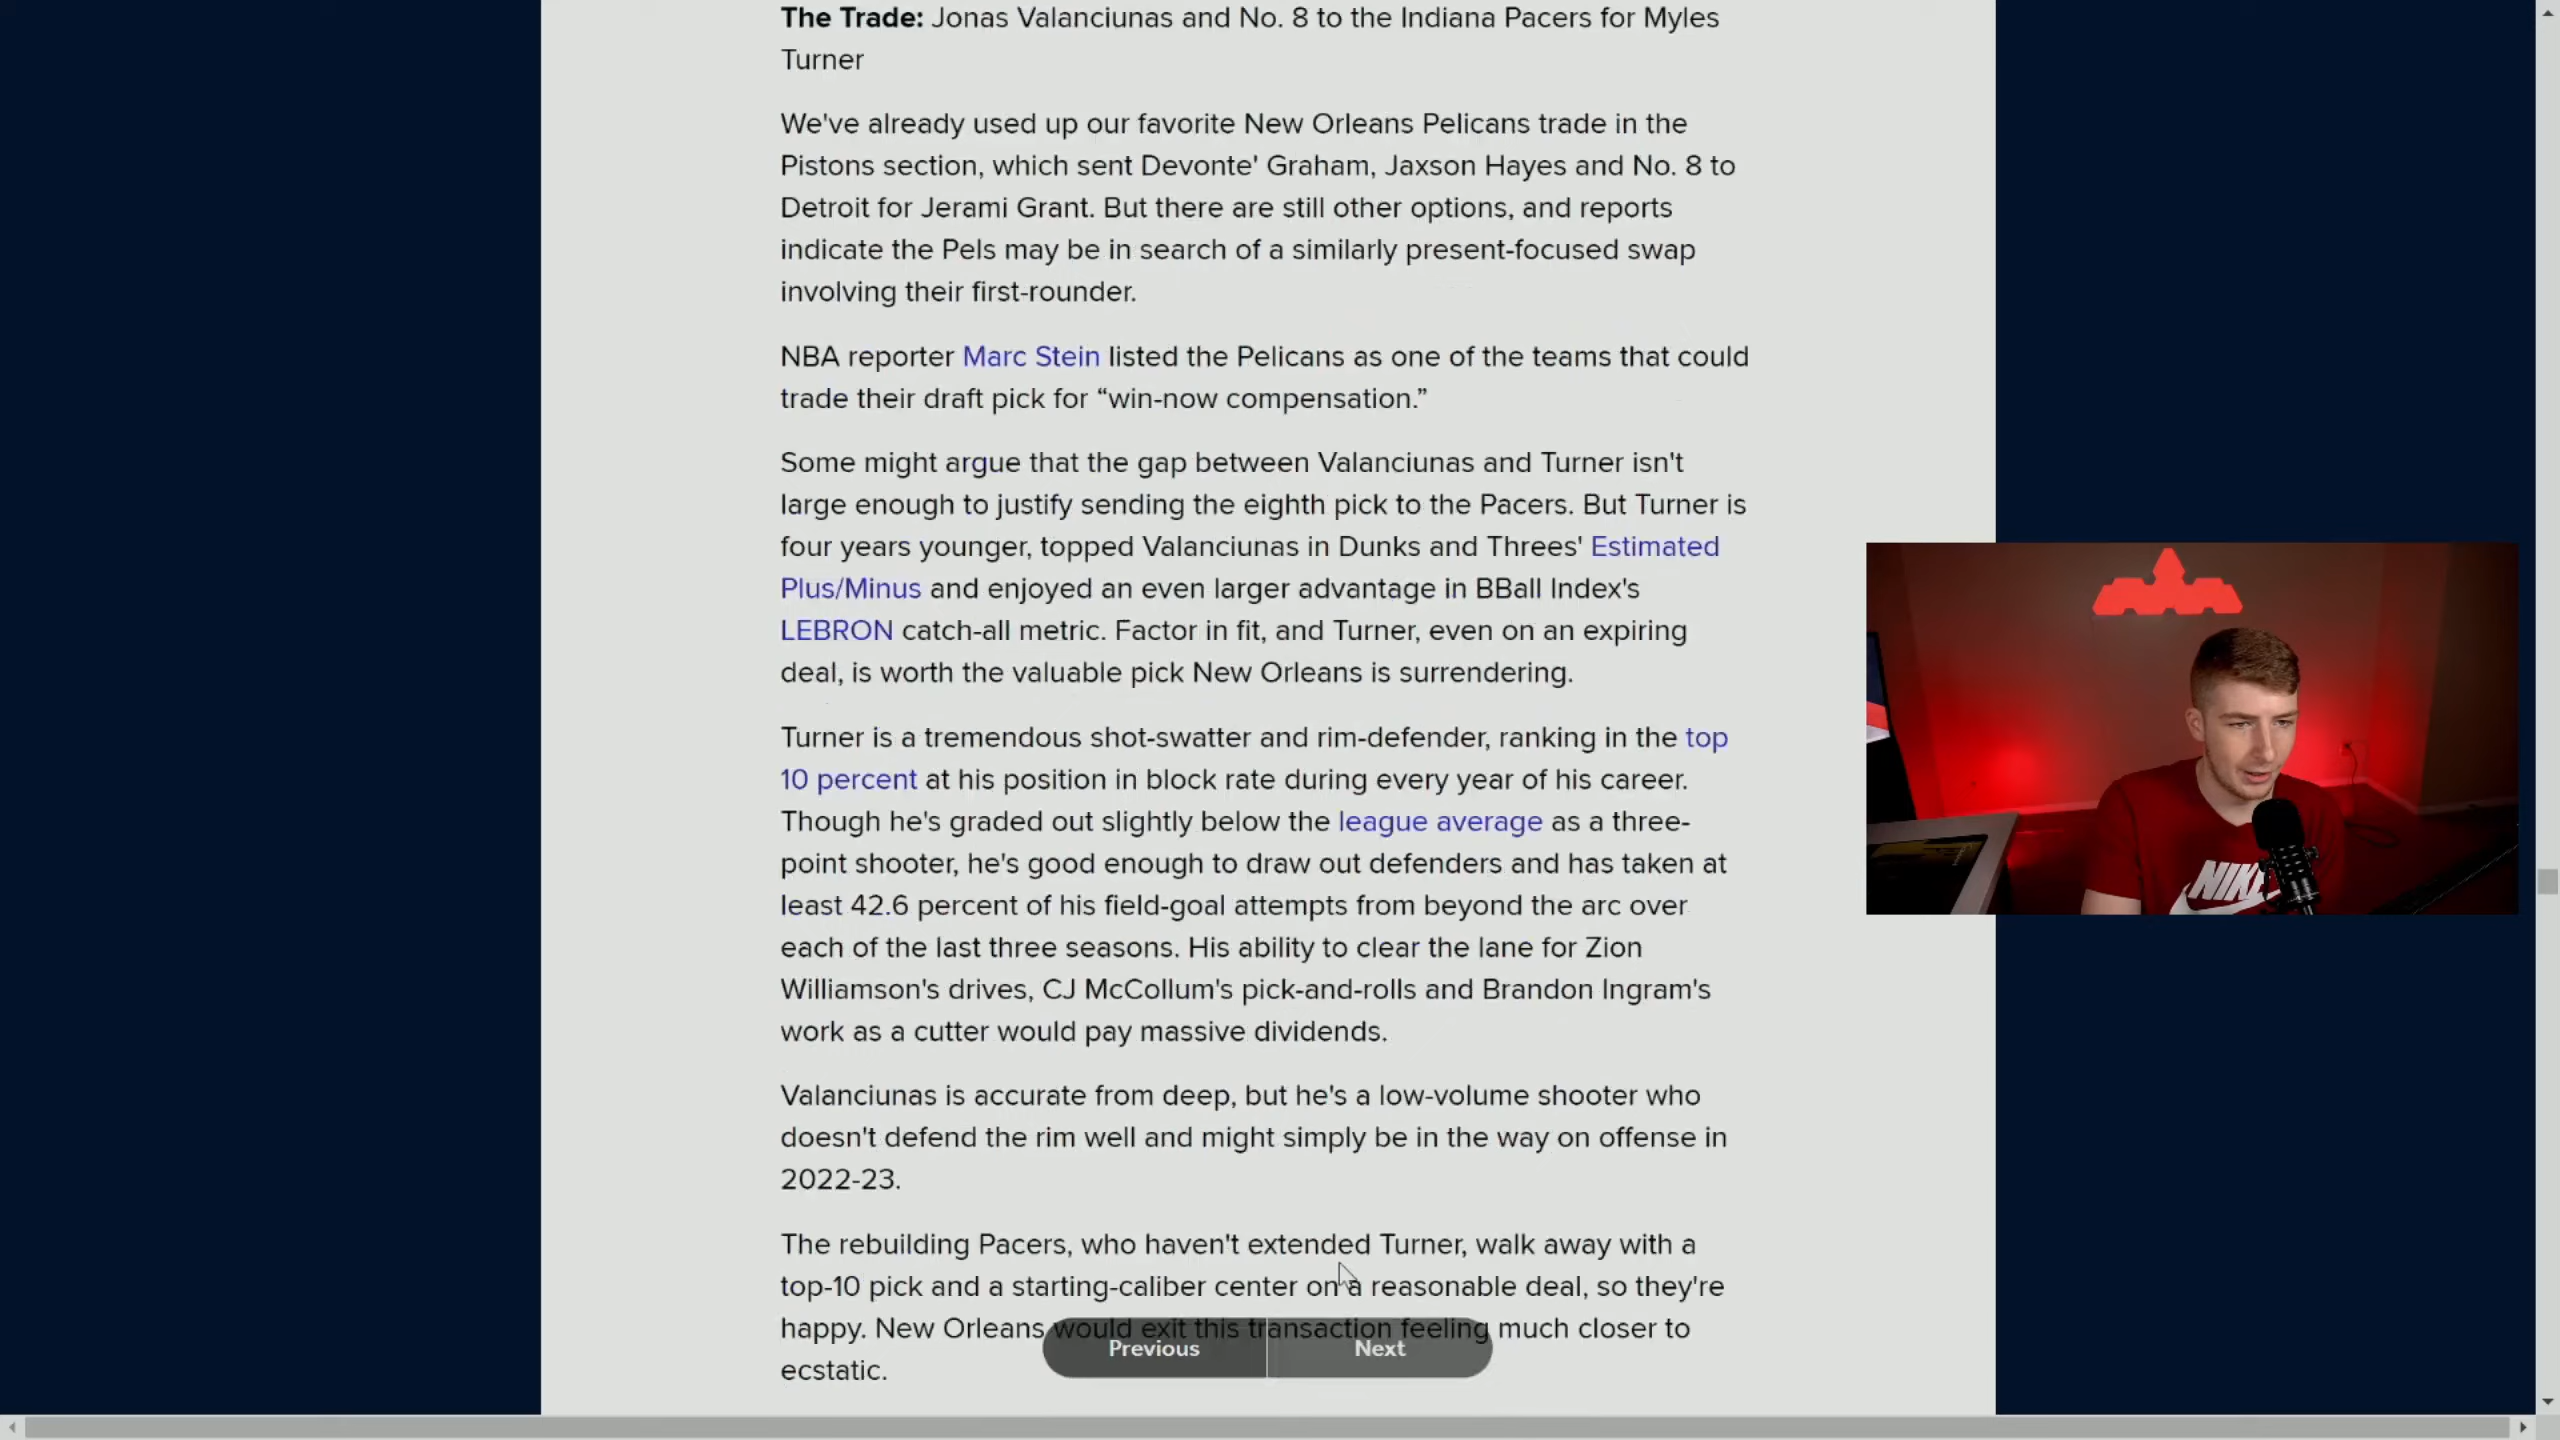 The Trade: Jonas Valanciunas and No. 8 to the Indiana Pacers for Myles
Turner
We've already used up our favorite New Orleans Pelicans trade in the
Pistons section, which sent Devonte' Graham, Jaxson Hayes and No. 8 to
Detroit for Jerami Grant. But there are still other options, and reports
indicate the Pels may be in search of a similarly present-focused swap
involving their first-rounder.
NBA reporter Marc Stein listed the Pelicans as one of the teams that could
trade their draft pick for “win-now compensation.”
Some might argue that the gap between Valanciunas and Turner isn't
large enough to justify sending the eighth pick to the Pacers. But Turner is
four years younger, topped Valanciunas in Dunks and Threes' Estimated
Plus/Minus and enjoyed an even larger advantage in BBall Index's
LEBRON catch-all metric. Factor in fit, and Turner, even on an expiring
deal, is worth the valuable pick New Orleans is surrendering.
Turner is a tremendous shot-swatter and rim-defender, ranking in the top
10 percent at his position in block rate during every year of his career.
Though he's graded out slightly below the league average as a three-
point shooter, he's good enough to draw out defenders and has taken at
least 42.6 percent of his field-goal attempts from beyond the arc over
each of the last three seasons. His ability to clear the lane for Zion
Williamson's drives, CJ McCollum's pick-and-rolls and Brandon Ingram's
work as a cutter would pay massive dividends.
Valanciunas is accurate from deep, but he's a low-volume shooter who
doesn't defend the rim well and might simply be in the way on offense in
2022-23.
The rebuilding Pacers, who haven't extended Turner, walk away with a
top-10 pick and a starting-caliber center on a reasonable deal, so they're
happy. New Orleans would exit this transaction feeling much closer to
ecstatic.
Previous
Next
NIKE